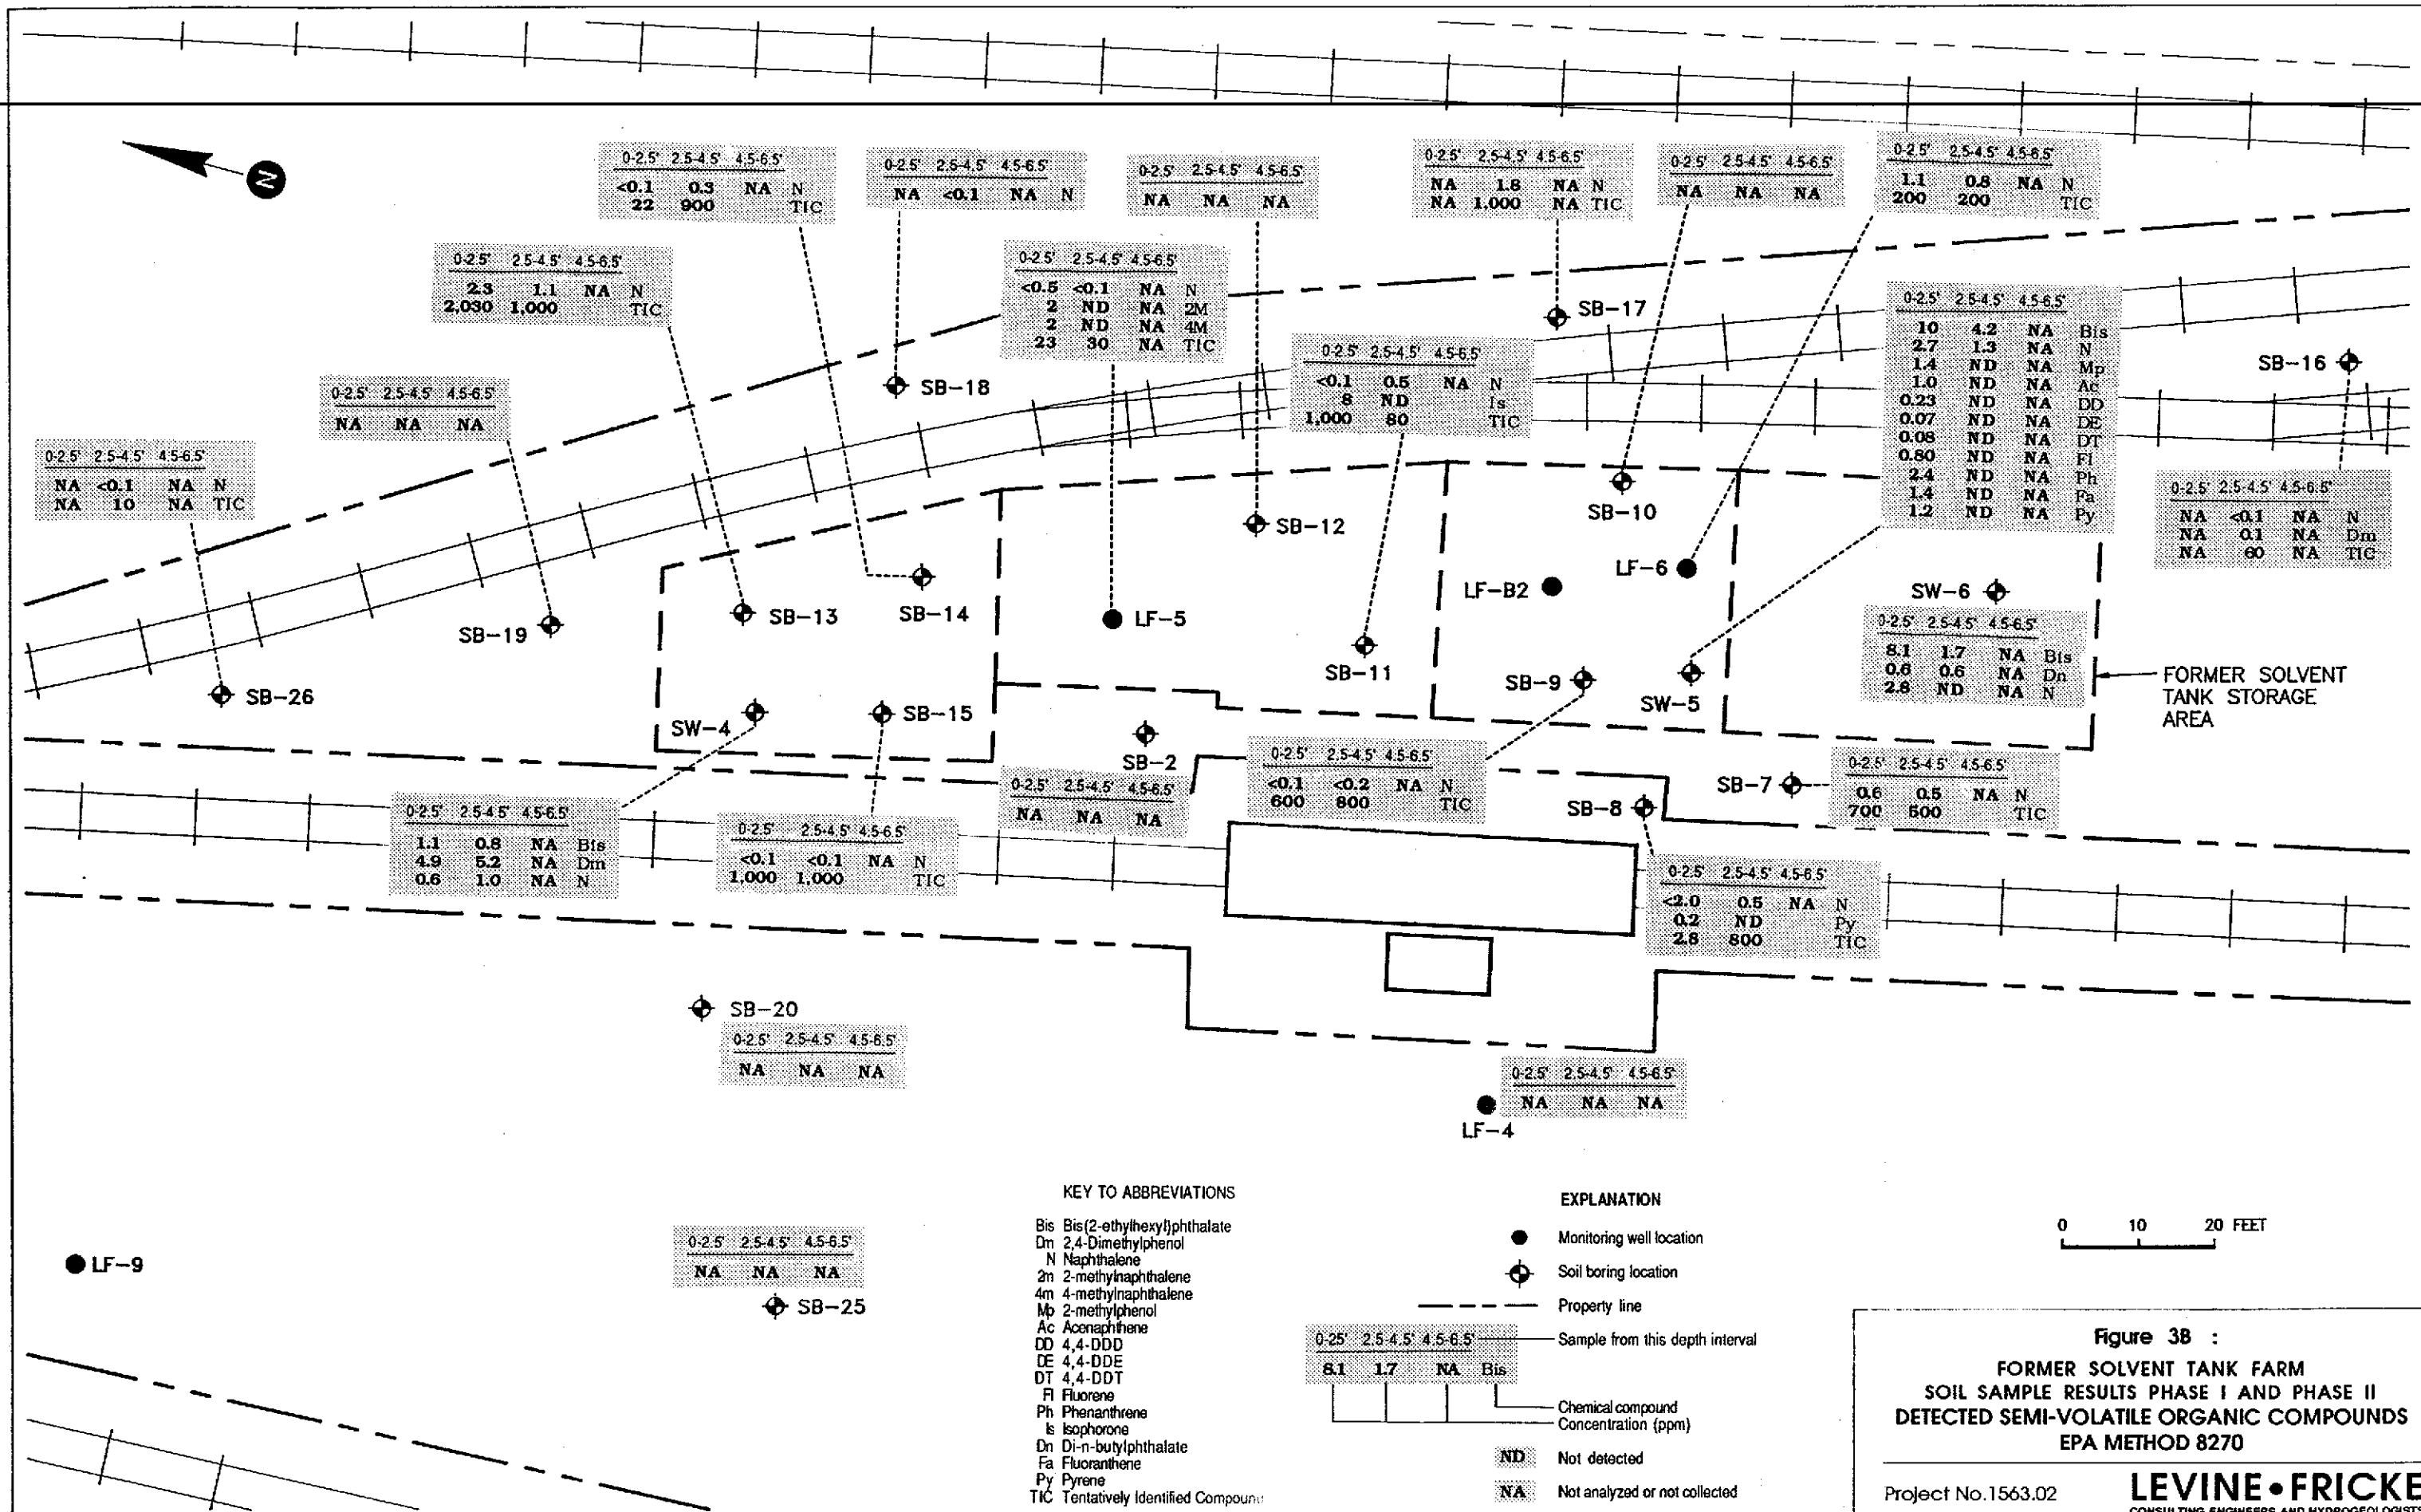 N
0-2.5' 2.5-4.5' 4.5-6.5'
<0.1 0.3 NA N
22 900 TIC
0-2.5' 2.5-4.5' 4.5-6.5'
NA <0.1 NA N
0-2.5' 2.5-4.5' 4.5-6.5'
NA NA NA
0-2.5' 2.5-4.5' 4.5-6.5'
NA 1.8 NA N
NA 1,000 NA TIC
0-2.5' 2.5-4.5' 4.5-6.5'
NA NA NA
0-2.5' 2.5-4.5' 4.5-6.5'
1.1 0.8 NA N
200 200 TIC
0-2.5' 2.5-4.5' 4.5-6.5'
2.3 1.1 NA N
2,030 1,000 TIC
0-2.5' 2.5-4.5' 4.5-6.5'
<0.5 <0.1 NA N
2 ND NA 2M
2 ND NA 4M
23 30 NA TIC
SB-17
0-2.5' 2.5-4.5' 4.5-6.5'
10 4.2 NA Bis
2.7 1.3 NA N
1.4 ND NA Mp
1.0 ND NA Ac
0.23 ND NA DD
0.07 ND NA DE
0.08 ND NA DT
0.80 ND NA Fl
2.4 ND NA Ph
1.4 ND NA Fa
1.2 ND NA Py
SB-16
0-2.5' 2.5-4.5' 4.5-6.5'
<0.1 0.5 NA N
8 ND Is
1,000 80 TIC
SB-18
0-2.5' 2.5-4.5' 4.5-6.5'
NA NA NA
0-2.5' 2.5-4.5' 4.5-6.5'
NA <0.1 NA N
NA 10 NA TIC
0-2.5' 2.5-4.5' 4.5-6.5'
NA <0.1 NA N
NA 0.1 NA Dm
NA 60 NA TIC
SB-10
SB-12
LF-6
LF-B2
SW-6
SB-14
SB-13
SB-19
LF-5
0-2.5' 2.5-4.5' 4.5-6.5'
8.1 1.7 NA Bis
0.6 0.6 NA Dn
2.8 ND NA N
FORMER SOLVENT
TANK STORAGE
AREA
SB-11
SB-9
SW-5
SB-26
SW-4
SB-15
SB-2
0-2.5' 2.5-4.5' 4.5-6.5'
<0.1 <0.2 NA N
600 800 TIC
SB-7
0-2.5' 2.5-4.5' 4.5-6.5'
0.6 0.5 NA N
700 500 TIC
SB-8
0-2.5' 2.5-4.5' 4.5-6.5'
NA NA NA
0-2.5' 2.5-4.5' 4.5-6.5'
1.1 0.8 NA Bis
4.9 5.2 NA Dm
0.6 1.0 NA N
0-2.5' 2.5-4.5' 4.5-6.5'
<0.1 <0.1 NA N
1,000 1,000 TIC
0-2.5' 2.5-4.5' 4.5-6.5'
<2.0 0.5 NA N
0.2 ND Py
2.8 800 TIC
SB-20
0-2.5' 2.5-4.5' 4.5-6.5'
NA NA NA
0-2.5' 2.5-4.5' 4.5-6.5'
NA NA NA
LF-4
LF-9
0-2.5' 2.5-4.5' 4.5-6.5'
NA NA NA
SB-25
KEY TO ABBREVIATIONS
Bis Bis(2-ethylhexyl)phthalate
Dm 2,4-Dimethylphenol
N Naphthalene
2m 2-methylnaphthalene
4m 4-methylnaphthalene
Mp 2-methylphenol
Ac Acenaphthene
DD 4,4-DDD
DE 4,4-DDE
DT 4,4-DDT
Fl Fluorene
Ph Phenanthrene
Is Isophorone
Dn Di-n-butylphthalate
Fa Fluoranthene
Py Pyrene
TIC Tentatively Identified Compound
EXPLANATION
Monitoring well location
Soil boring location
Property line
0-25' 2.5-4.5' 4.5-6.5' Sample from this depth interval
8.1 1.7 NA Bis
Chemical compound
Concentration (ppm)
ND Not detected
NA Not analyzed or not collected
0 10 20 FEET
Figure 3B :
FORMER SOLVENT TANK FARM
SOIL SAMPLE RESULTS PHASE I AND PHASE II
DETECTED SEMI-VOLATILE ORGANIC COMPOUNDS
EPA METHOD 8270
Project No.1563.02
LEVINE•FRICKE
CONSULTING ENGINEERS AND HYDROGEOLOGISTS